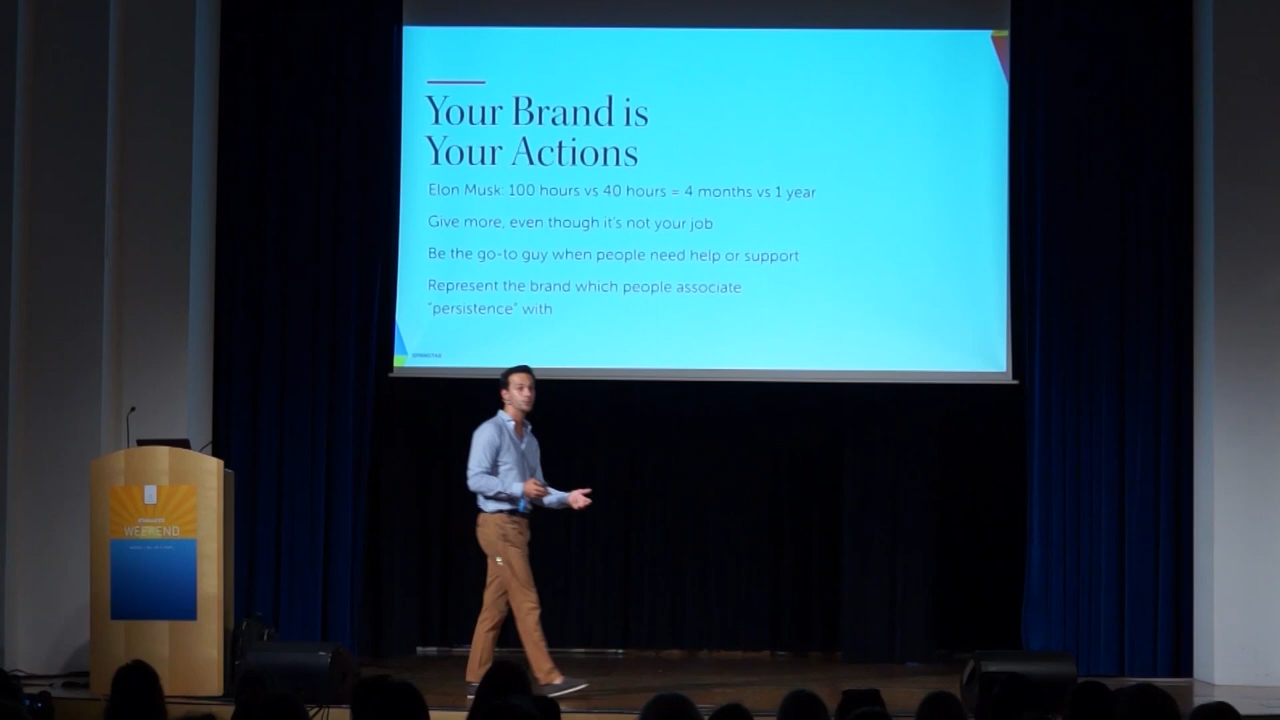 Your Brand is
Your Actions
Elon Musk: 100 hours vs 40 hours = 4 months vs 1 year
Give more, even though it's not your job
Be the go-to guy when people need help or support
Represent the brand which people associate
"persistence" with
WEEKEND